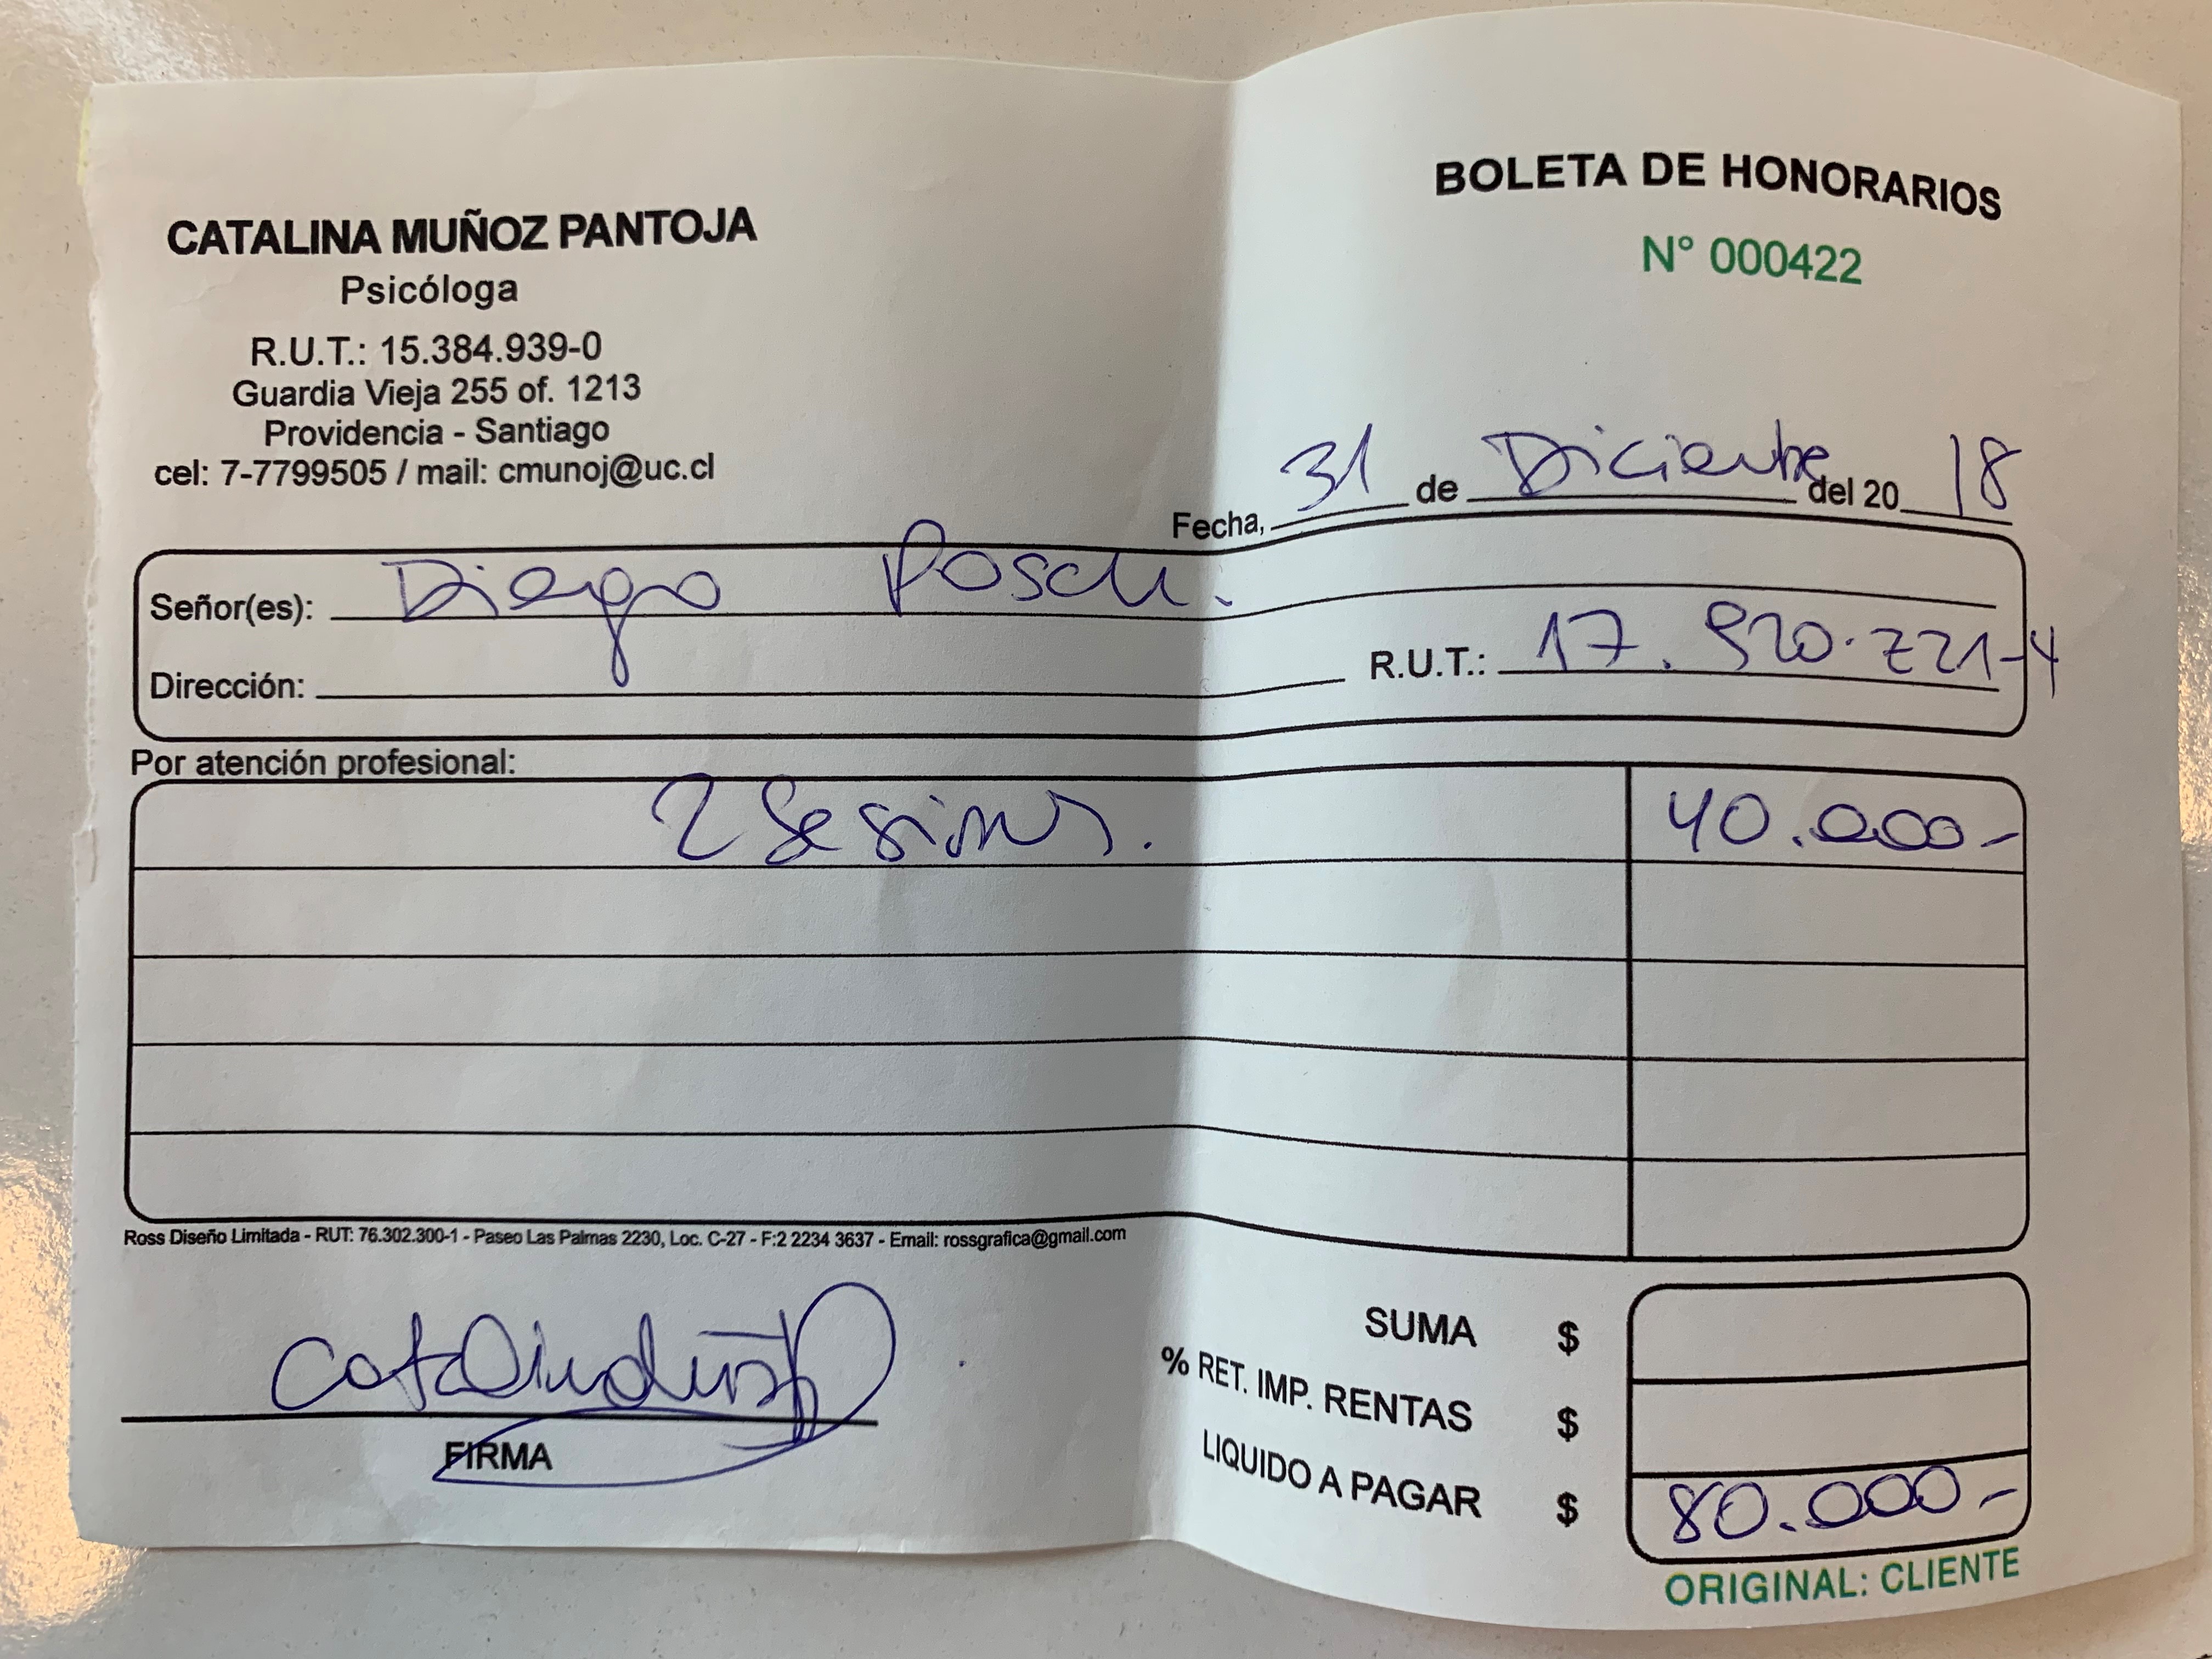 CATALINA MUÑOZ PANTOJA
Psicóloga
R.U.T.: 15.384.939-0
Guardia Vieja 255 of. 1213
Providencia - Santiago
cel: 7-7799505 / mail: cmunoj@uc.cl
BOLETA DE HONORARIOS
N° 000422
Fecha, 31 de Diciembre del 20 18
Señor(es): Diego Posch.
Dirección:
R.U.T.: 17.920.721-4
Por atención profesional:
2 Sesiones. 40.000-
Ross Diseño Limitada - RUT: 76.302.300-1 - Paseo Las Palmas 2230, Loc. C-27 - F:2 2234 3637 - Email: rossgrafica@gmail.com
FIRMA
SUMA $
% RET. IMP. RENTAS $
LIQUIDO A PAGAR $ 80.000-
ORIGINAL: CLIENTE